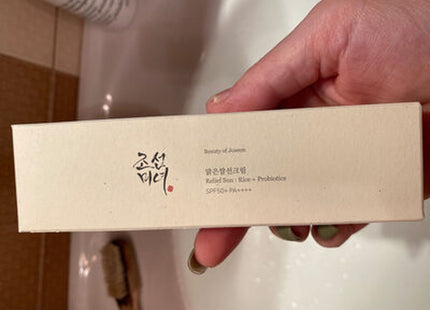 조선
미녀
Beauty of Joseon
맑은쌀선크림
Relief Sun : Rice + Probiotics
SPF50+ PA++++